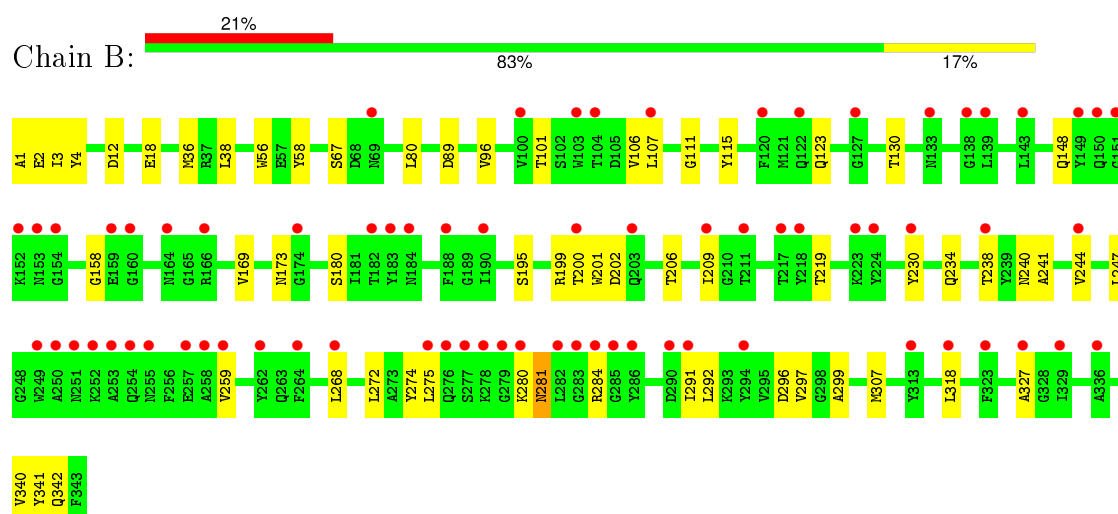 21%
Chain B:
83% 17%
A1 E2 I3 Y4 D12 E18 M36 R37 L38 W56 E57 Y58 S67 D68 N69 L80 D89 V96 V100 T101 S102 W103 T104 D105 V106 L107 G111 Y115 F120 M121 Q122 Q123 G127 T130 N133 G138 L139 L143 Q148 Y149 Q150
K152 N153 G154 G158 E159 G160 N164 G165 R166 V169 N173 G174 S180 I181 T182 Y183 N184 F188 G189 I190 S195 R199 T200 W201 D202 Q203 T206 I209 G210 T211 T217 Y218 T219 K223 Y224 Y230 Q234 T238 Y239 N240 A241 V244
G248 W249 A250 N251 K252 A253 Q254 N255 F256 E257 A258 V259 Y262 Q263 F264 L268 L272 A273 Y274 L275 Q276 S277 K278 G279 K280 N281 L282 G283 R284 G285 Y286 D290 I291 L292 K293 Y294 V295 D296 V297 G298 A299 M307 Y313 L318 F323 A327 G328 I329 A336
V340 Y341 Q342 F343